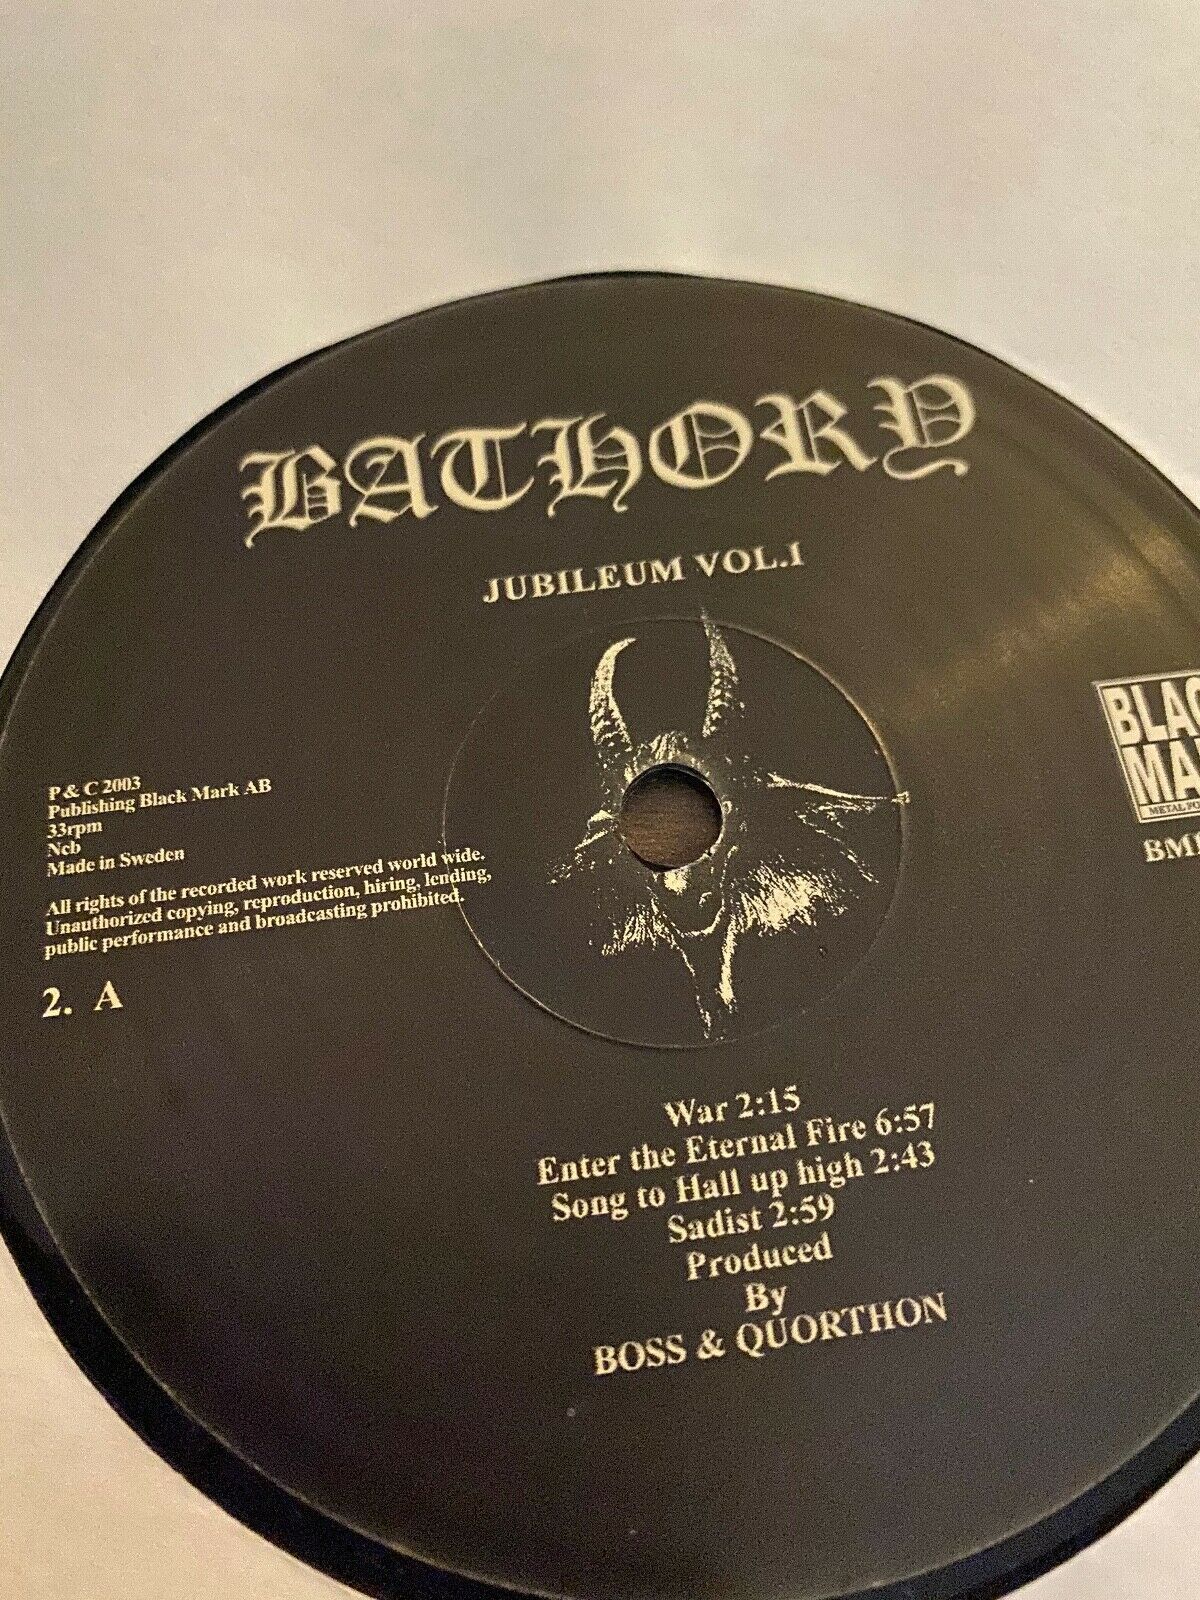 BATHORY
JUBILEUM VOL.I
P & C 2003
Publishing Black Mark AB
33rpm
Ncb
Made in Sweden
All rights of the recorded work reserved world wide.
Unauthorized copying, reproduction, hiring, lending,
public performance and broadcasting prohibited.
2. A
War 2:15
Enter the Eternal Fire 6:57
Song to Hall up high 2:43
Sadist 2:59
Produced
By
BOSS & QUORTHON